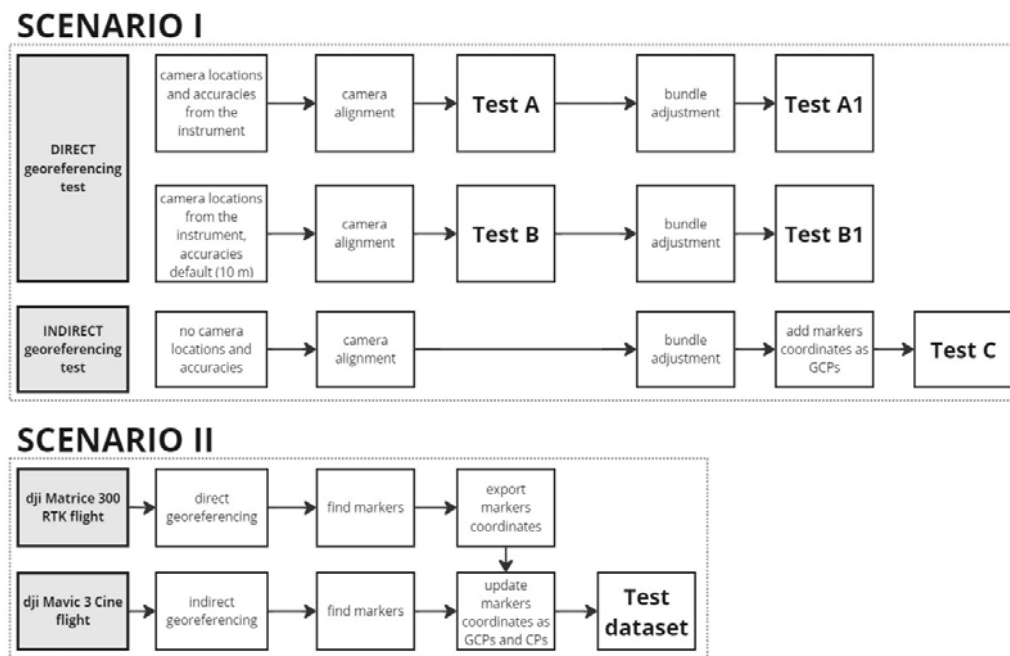 SCENARIO I
DIRECT
georeferencing
test
camera locations
and accuracies
from the
instrument
camera
alignment
Test A
bundle
adjustment
Test A1
camera locations
from the
instrument,
accuracies
default (10 m)
camera
alignment
Test B
bundle
adjustment
Test B1
INDIRECT
georeferencing
test
no camera
locations and
accuracies
camera
alignment
bundle
adjustment
add markers
coordinates as
GCPs
Test C
SCENARIO II
dji Matrice 300
RTK flight
direct
georeferencing
find markers
export
markers
coordinates
dji Mavic 3 Cine
flight
indirect
georeferencing
find markers
update
markers
coordinates as
GCPs and CPs
Test
dataset